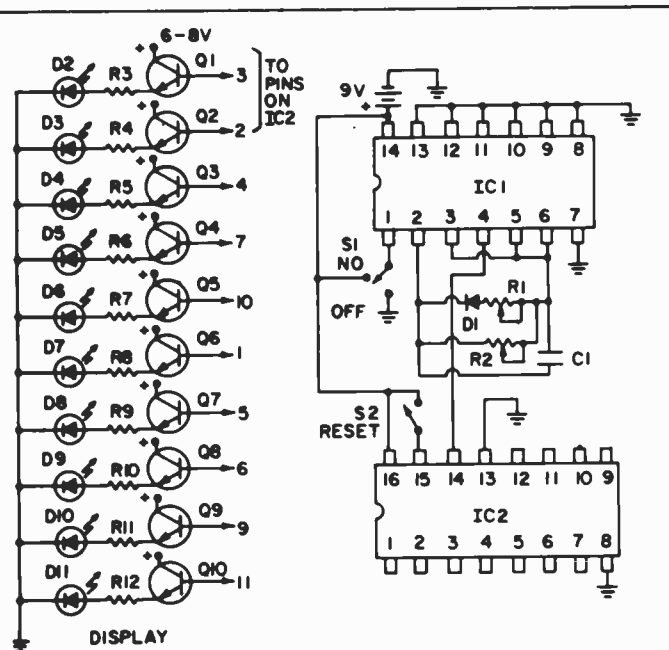 6-8V
D2 R3 + Q1 3
TO
PINS
ON
IC2
D3 R4 + Q2 2
D4 R5 + Q3 4
D5 R6 + Q4 7
D6 R7 + Q5 10
D7 R8 + Q6 1
D8 R9 + Q7 5
D9 R10 + Q8 6
D10 R11 + Q9 9
D11 R12 + Q10 11
DISPLAY
9V
+
14 13 12 11 10 9 8
IC1
1 2 3 4 5 6 7
S1
NO
OFF
R1
D1
R2
C1
S2
RESET
16 15 14 13 12 11 10 9
IC2
1 2 3 4 5 6 7 8